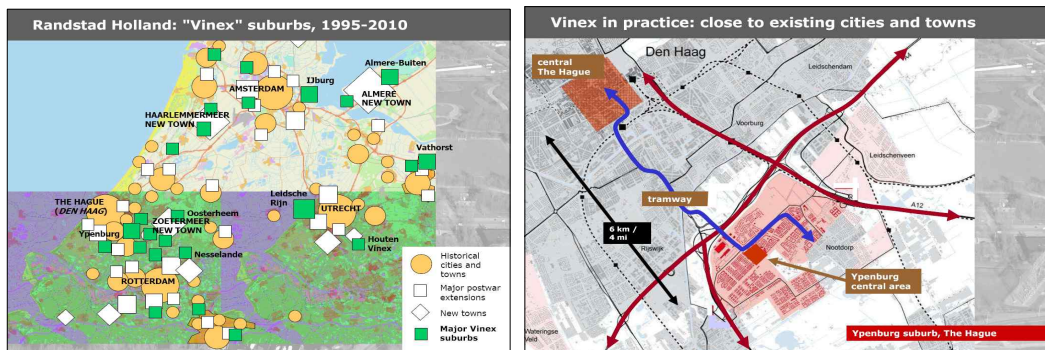 Randstad Holland: "Vinex" suburbs, 1995-2010
Almere-Buiten
IJburg
AMSTERDAM
ALMERE
NEW TOWN
HAARLEMMERMEER
NEW TOWN
Vathorst
THE HAGUE
(DEN HAAG)
Leidsche
Rijn
Oosterheem
UTRECHT
ZOETERMEER
NEW TOWN
Ypenburg
Houten
Vinex
Nesselande
ROTTERDAM
Historical
cities and
towns
Major postwar
extensions
New towns
Major Vinex
suburbs
Vinex in practice: close to existing cities and towns
Den Haag
central
The Hague
Leidschendam
A4
Voorburg
Leidschenveen
tramway
A12
6 km /
4 mi
Rijswijk
Nootdorp
Ypenburg
central area
Wateringse
Veld
Ypenburg suburb, The Hague